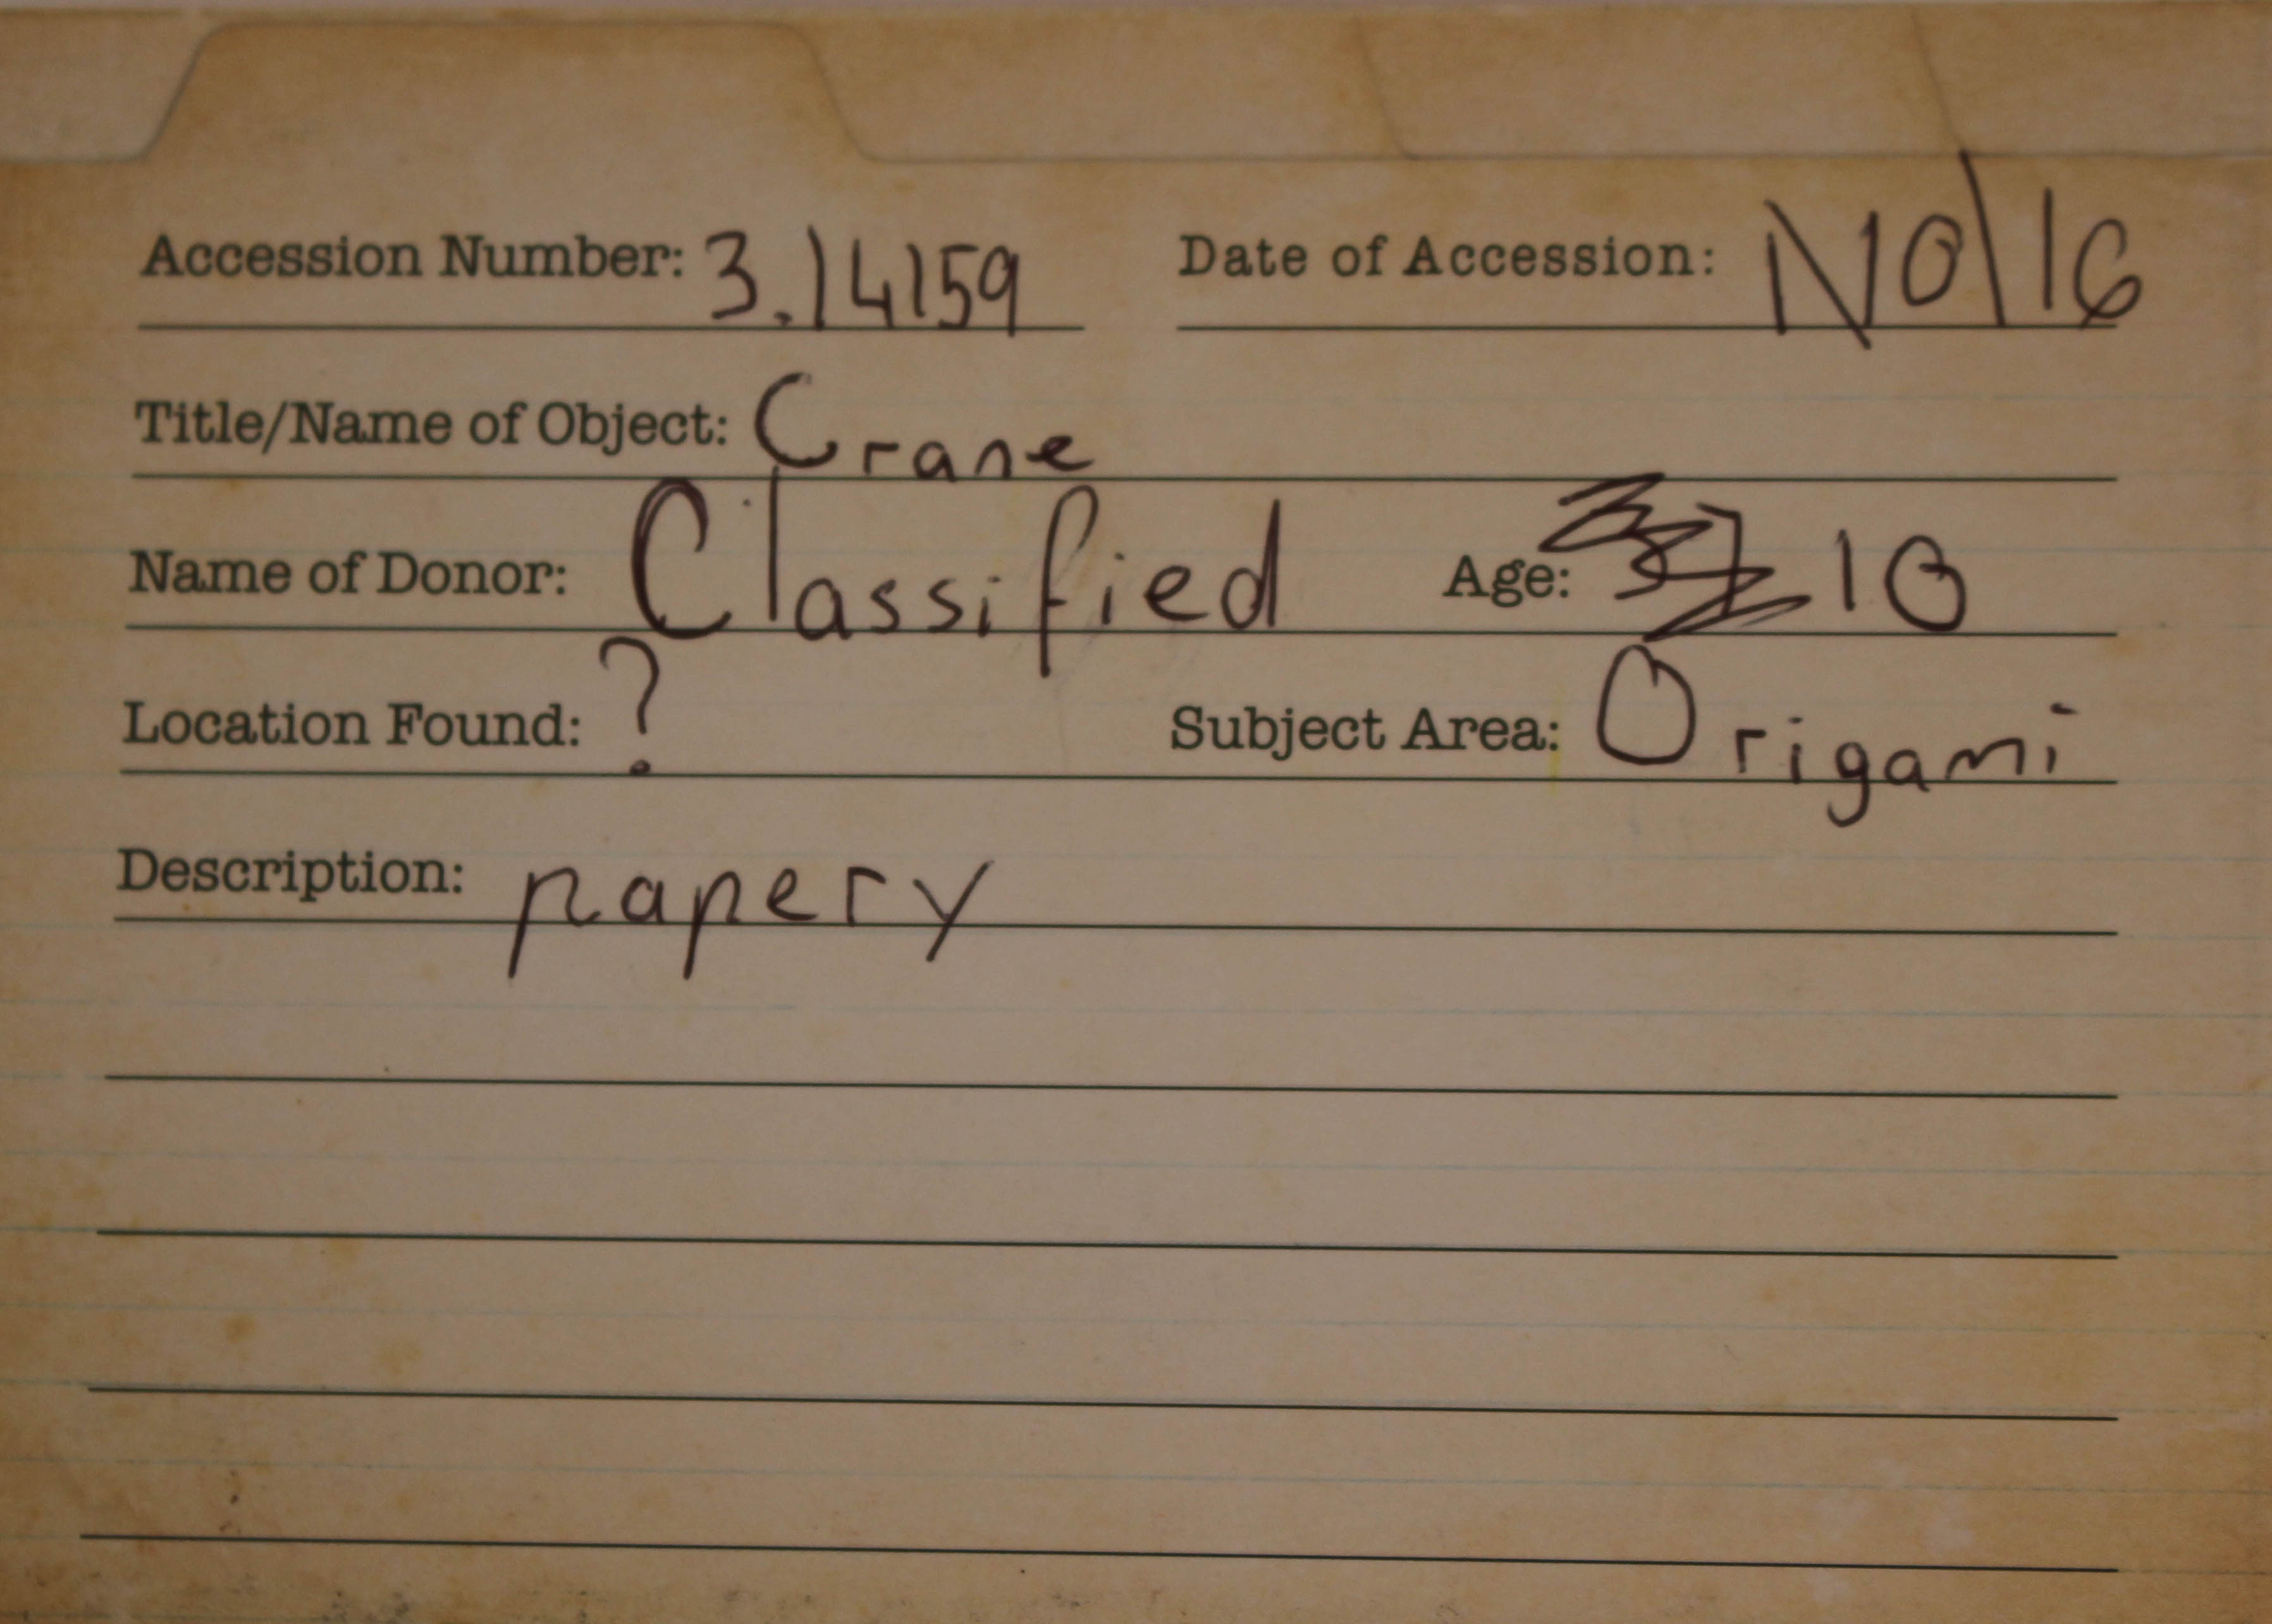 Accession Number: 3.14159 Date of Accession: NO\16
Title/Name of Object: Crane
Name of Donor: Classified Age: 10
Location Found: ? Subject Area: Origami
Description: papery